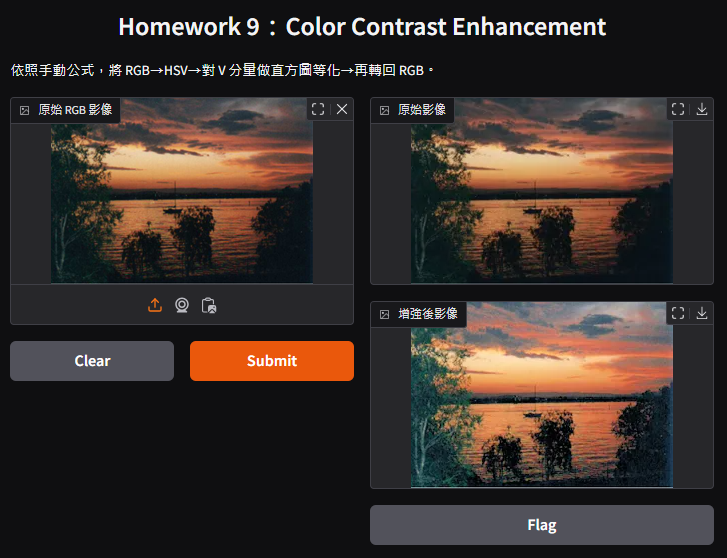 Homework 9：Color Contrast Enhancement
依照手動公式，將 RGB→HSV→對 V 分量做直方圖等化→再轉回 RGB。
原始 RGB 影像
原始影像
增強後影像
Clear
Submit
Flag